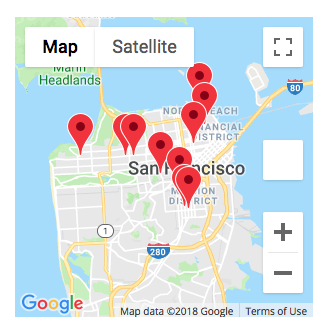 Map Satellite
Marin
Headlands
80
NORTH BEACH
FINANCIAL
DISTRICT
San Francisco
MISSION
DISTRICT
1
280
Google
Map data ©2018 Google
Terms of Use